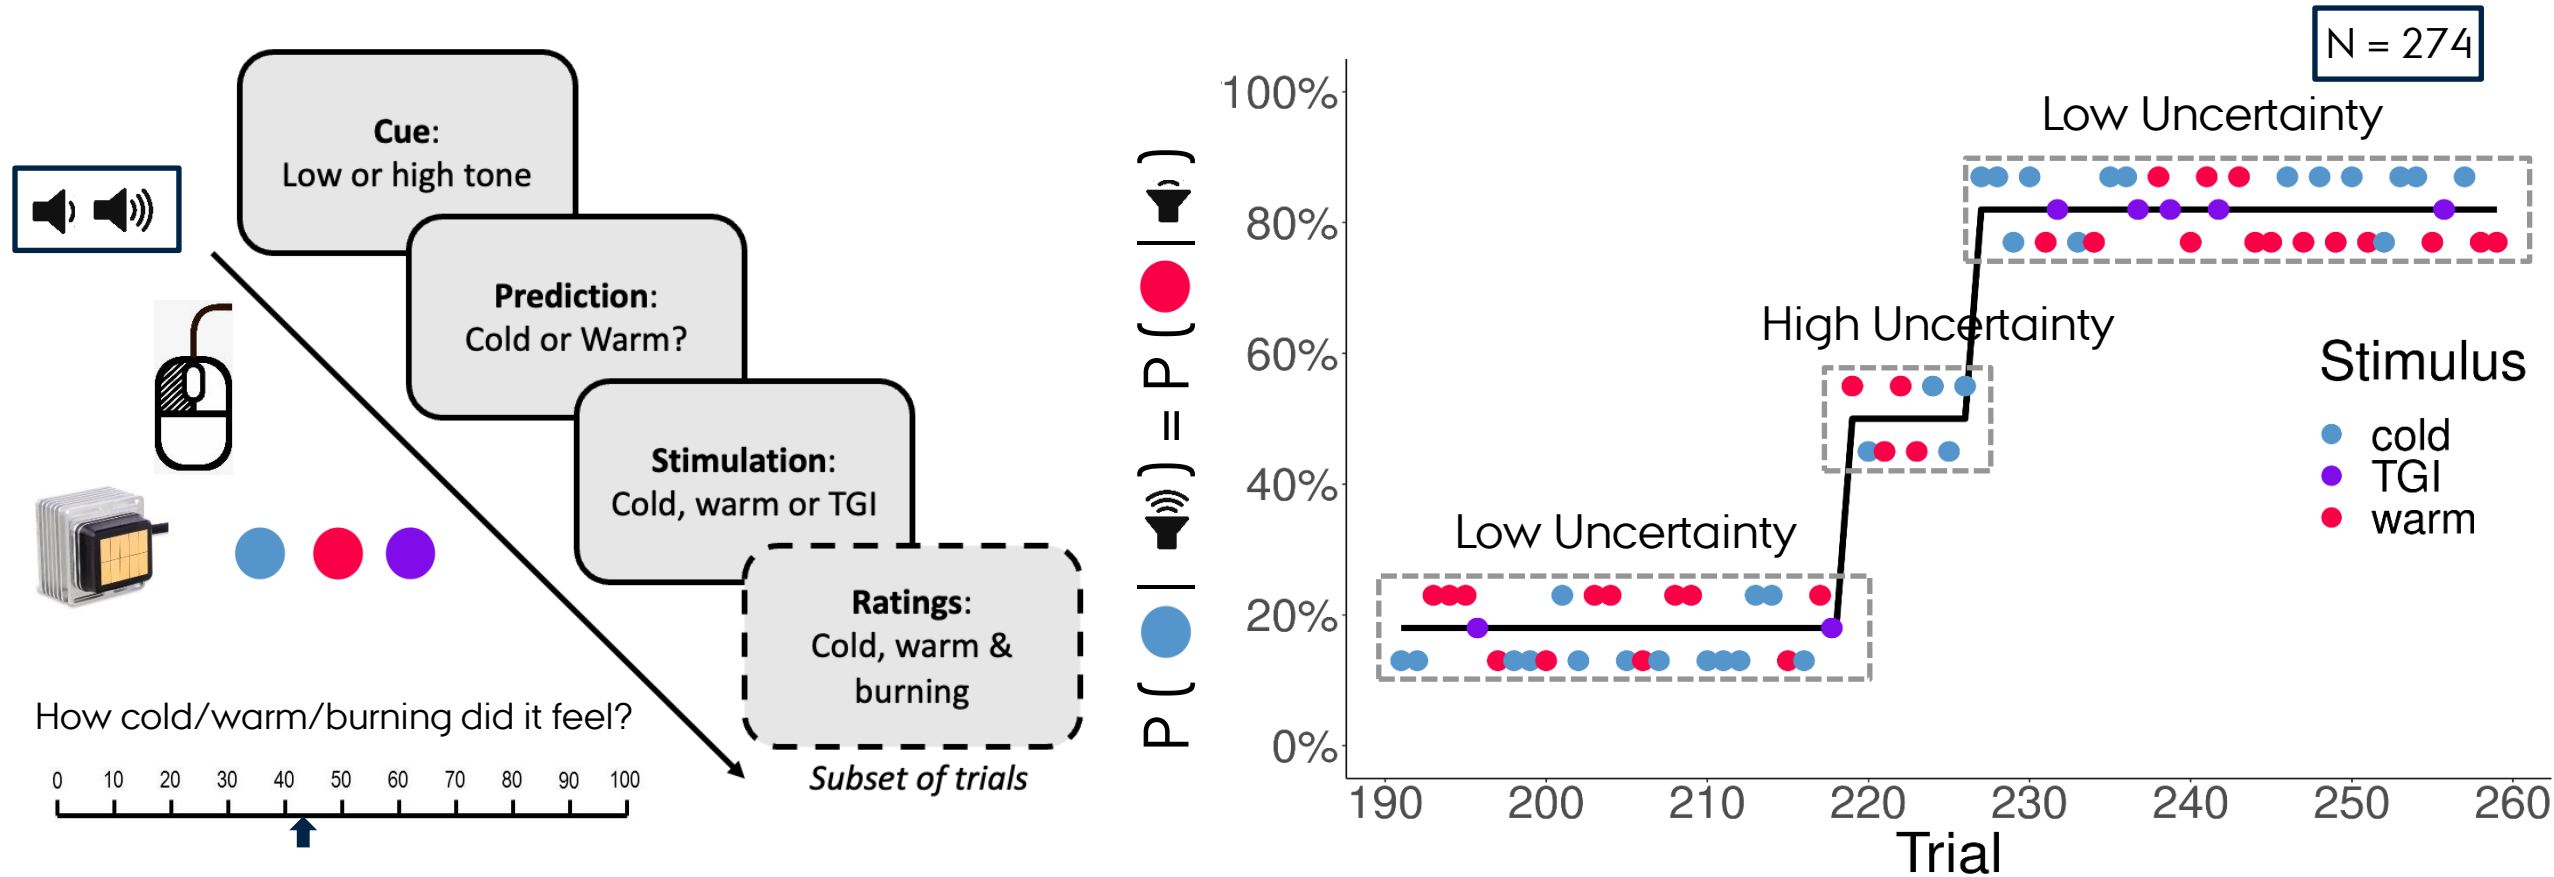 Cue:
Low or high tone
Prediction:
Cold or Warm?
Stimulation:
Cold, warm or TGI
Ratings:
Cold, warm &
burning
Subset of trials
How cold/warm/burning did it feel?
0 10 20 30 40 50 60 70 80 90 100
P ( | ) = P ( | )
N = 274
100%
80%
60%
40%
20%
0%
Low Uncertainty
High Uncertainty
Low Uncertainty
Stimulus
cold
TGI
warm
190 200 210 220 230 240 250 260
Trial